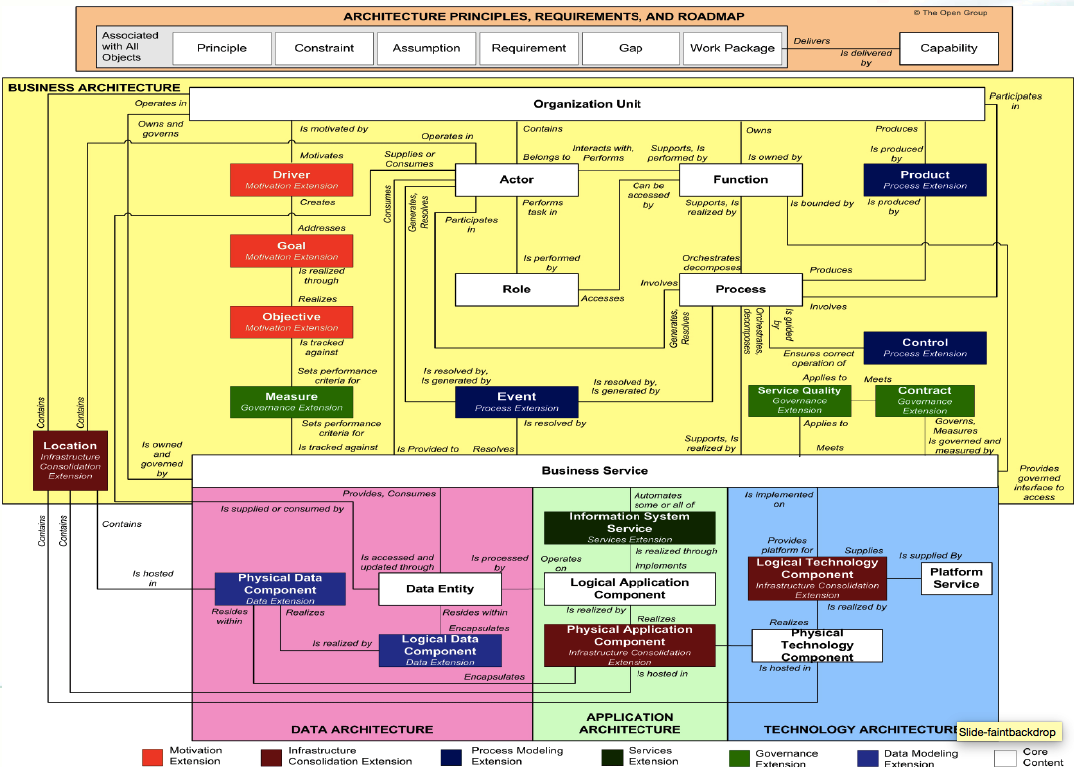 ARCHITECTURE PRINCIPLES, REQUIREMENTS, AND ROADMAP
© The Open Group
Associated
with All
Objects
Principle
Constraint
Assumption
Requirement
Gap
Work Package
Delivers
Is delivered
by
Capability
BUSINESS ARCHITECTURE
Operates in
Organization Unit
Participates
in
Owns and
governs
Is motivated by
Operates in
Contains
Owns
Produces
Motivates
Supplies or
Consumes
Belongs to
Interacts with,
Performs
Supports, Is
performed by
Is owned by
Is produced
by
Driver
Motivation Extension
Actor
Function
Product
Process Extension
Creates
Consumes
Generates,
Resolves
Participates
in
Performs
task in
Can be
accessed
by
Supports, Is
realized by
Is bounded by
Is produced
by
Addresses
Goal
Motivation Extension
Is realized
through
Is performed
by
Orchestrates
decomposes
Produces
Realizes
Role
Accesses
Involves
Process
Involves
Objective
Motivation Extension
Is tracked
against
Generates,
Resolves
Orchestrates,
decomposes
Is guided
by
Control
Process Extension
Ensures correct
operation of
Sets performance
criteria for
Is resolved by,
Is generated by
Is resolved by,
Is generated by
Applies to
Meets
Measure
Governance Extension
Event
Process Extension
Service Quality
Governance
Extension
Contract
Governance
Extension
Contains
Contains
Sets performance
criteria for
Is resolved by
Applies to
Governs,
Measures
Location
Infrastructure
Consolidation
Extension
Is owned
and
governed
by
Is tracked against
Is Provided to
Resolves
Supports, Is
realized by
Meets
Is governed and
measured by
Business Service
Provides
governed
interface to
access
Provides, Consumes
Automates
some or all of
Is Implemented
on
Is supplied or consumed by
Contains
Contains
Contains
Information System
Service
Services Extension
Is accessed and
updated through
Is processed
by
Operates
on
Is realized through
Implements
Provides
platform for
Supplies
Is supplied By
Is hosted
in
Physical Data
Component
Data Extension
Data Entity
Logical Application
Component
Logical Technology
Component
Infrastructure Consolidation
Extension
Platform
Service
Resides
within
Realizes
Resides within
Is realized by
Is realized by
Encapsulates
Realizes
Realizes
Is realized by
Logical Data
Component
Data Extension
Physical Application
Component
Infrastructure Consolidation
Extension
Physical
Technology
Component
Encapsulates
Is hosted in
Is hosted in
DATA ARCHITECTURE
APPLICATION
ARCHITECTURE
TECHNOLOGY ARCHITECTURE
Slide-faintbackdrop
Motivation
Extension
Infrastructure
Consolidation Extension
Process Modeling
Extension
Services
Extension
Governance
Extension
Data Modeling
Extension
Core
Content